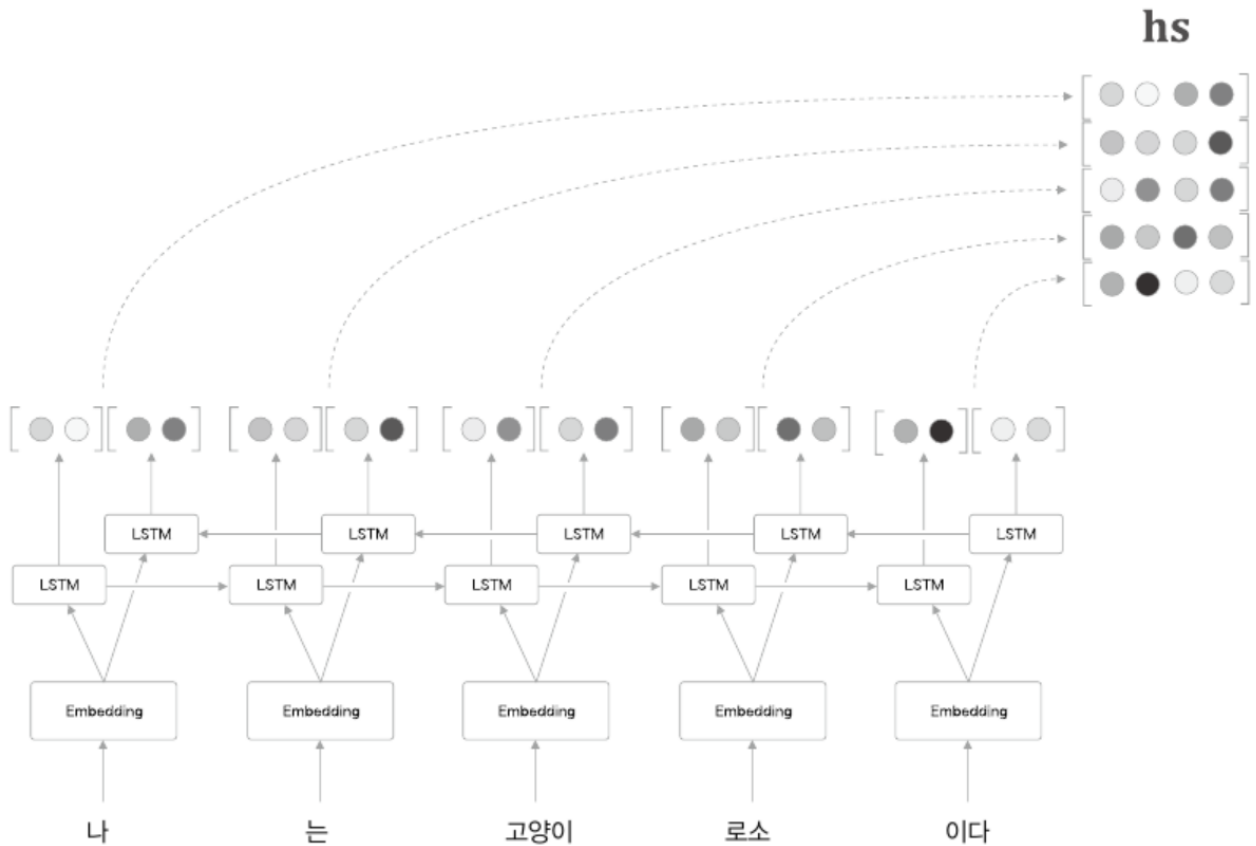 hs
LSTM LSTM LSTM LSTM LSTM
LSTM LSTM LSTM LSTM LSTM
Embedding Embedding Embedding Embedding Embedding
나 는 고양이 로소 이다